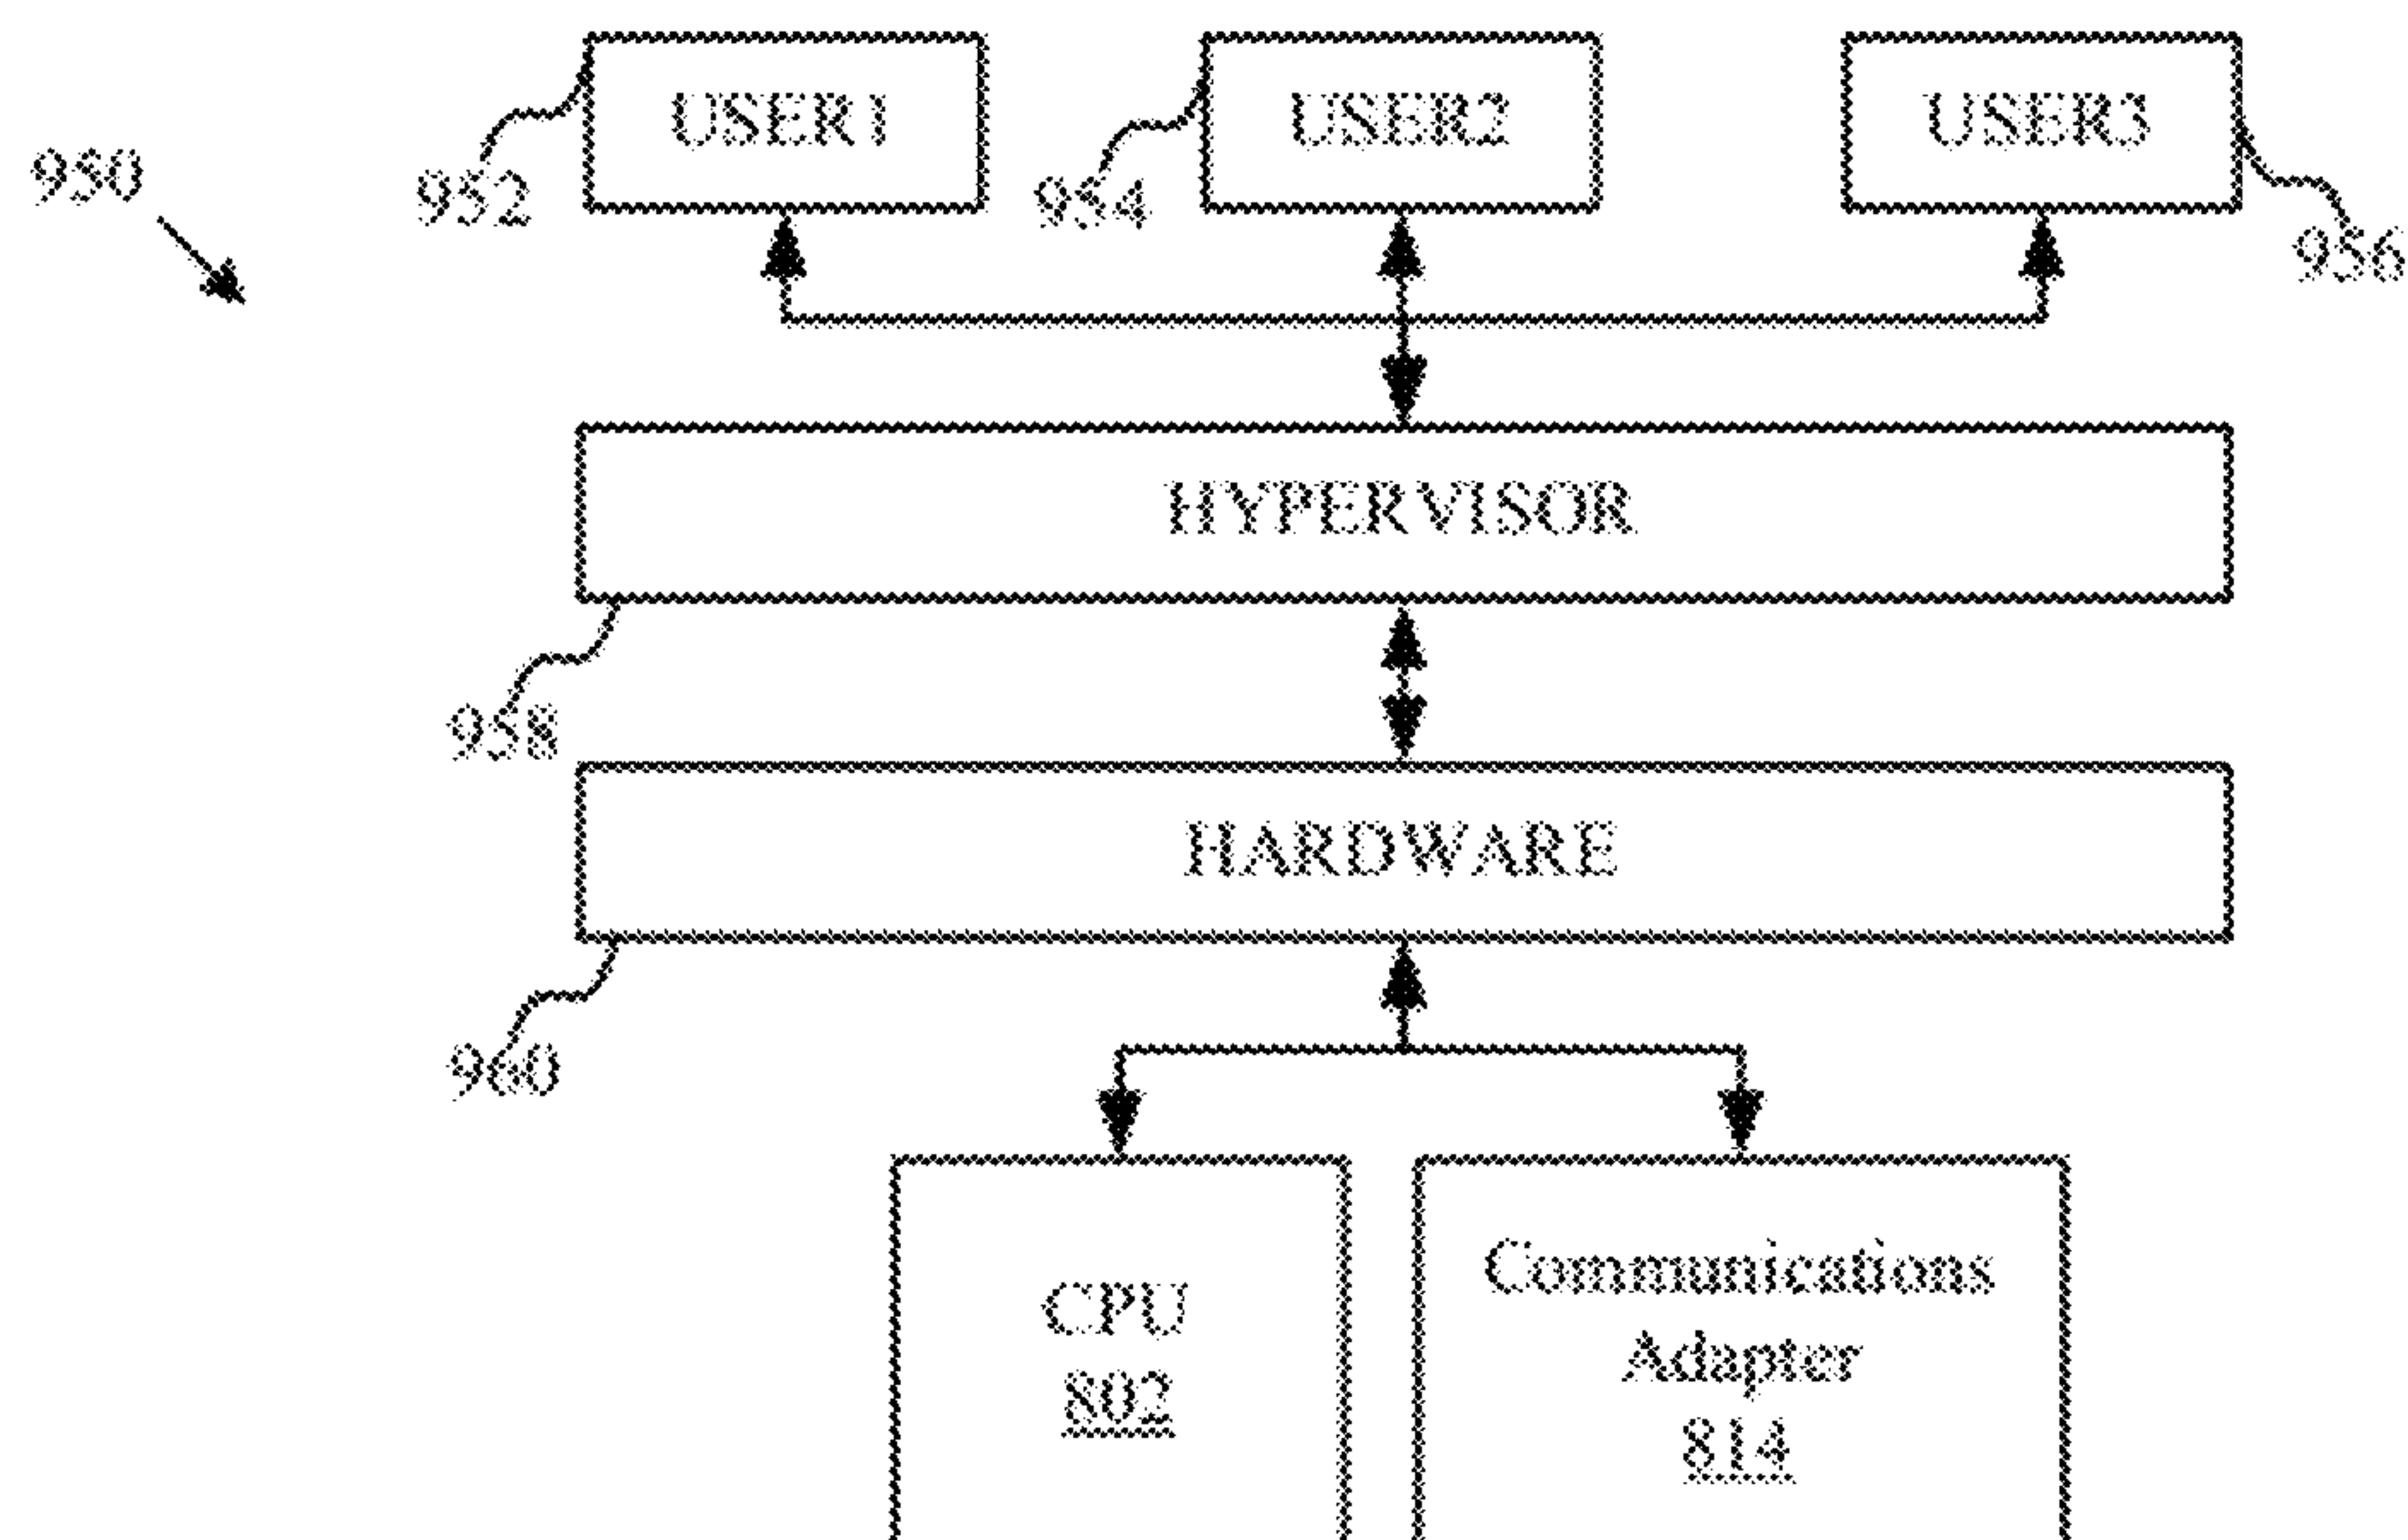 USER1
USER2
USER3
950
952
954
956
HYPERVISOR
958
HARDWARE
960
CPU
802
Communications
Adapter
814